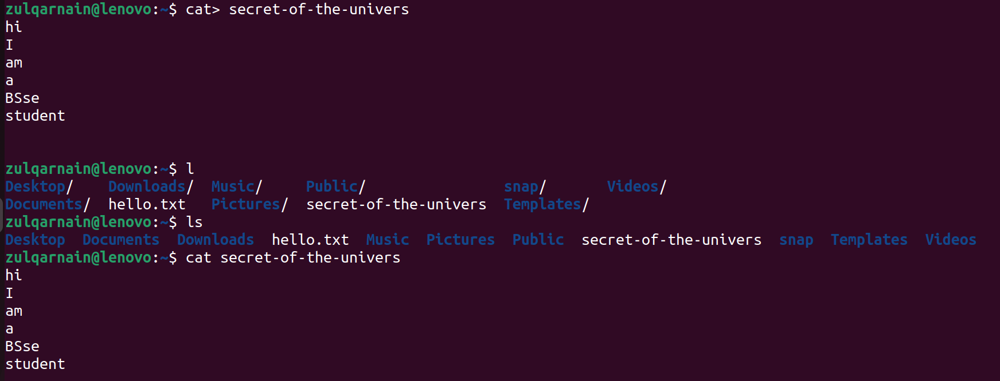 zulqarnain@lenovo:~$ cat> secret-of-the-univers
hi
I
am
a
BSse
student
zulqarnain@lenovo:~$ l
Desktop/    Downloads/  Music/     Public/                snap/       Videos/
Documents/  hello.txt   Pictures/  secret-of-the-univers  Templates/
zulqarnain@lenovo:~$ ls
Desktop  Documents  Downloads  hello.txt  Music  Pictures  Public  secret-of-the-univers  snap  Templates  Videos
zulqarnain@lenovo:~$ cat secret-of-the-univers
hi
I
am
a
BSse
student